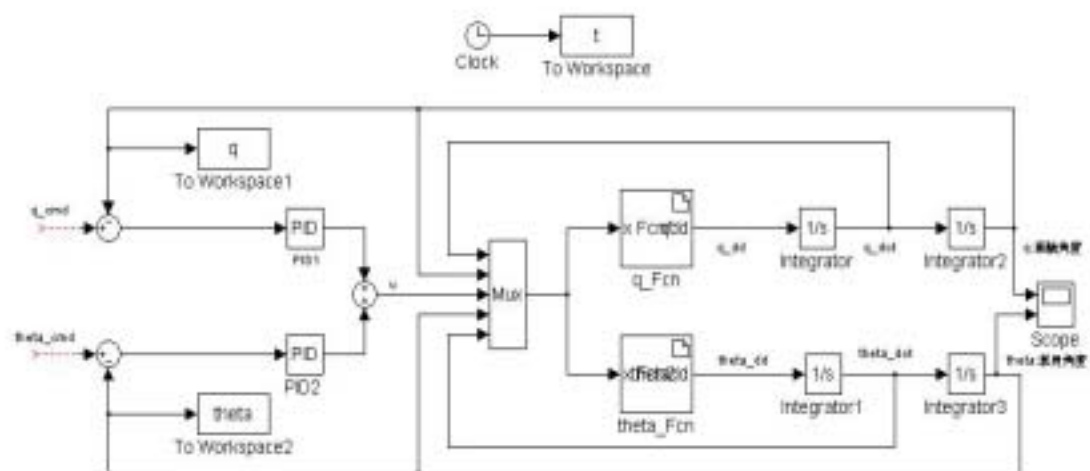 t
Clock
To Workspace
q
To Workspace1
q_cmd
PID
PID1
u
Mux
x Fcn
q_Fcn
q_dd
1/s
Integrator
q_dot
1/s
Integrator2
Scope
theta_cmd
PID
PID2
theta_Fcn
theta_dd
1/s
Integrator1
theta_dot
1/s
Integrator3
theta
To Workspace2